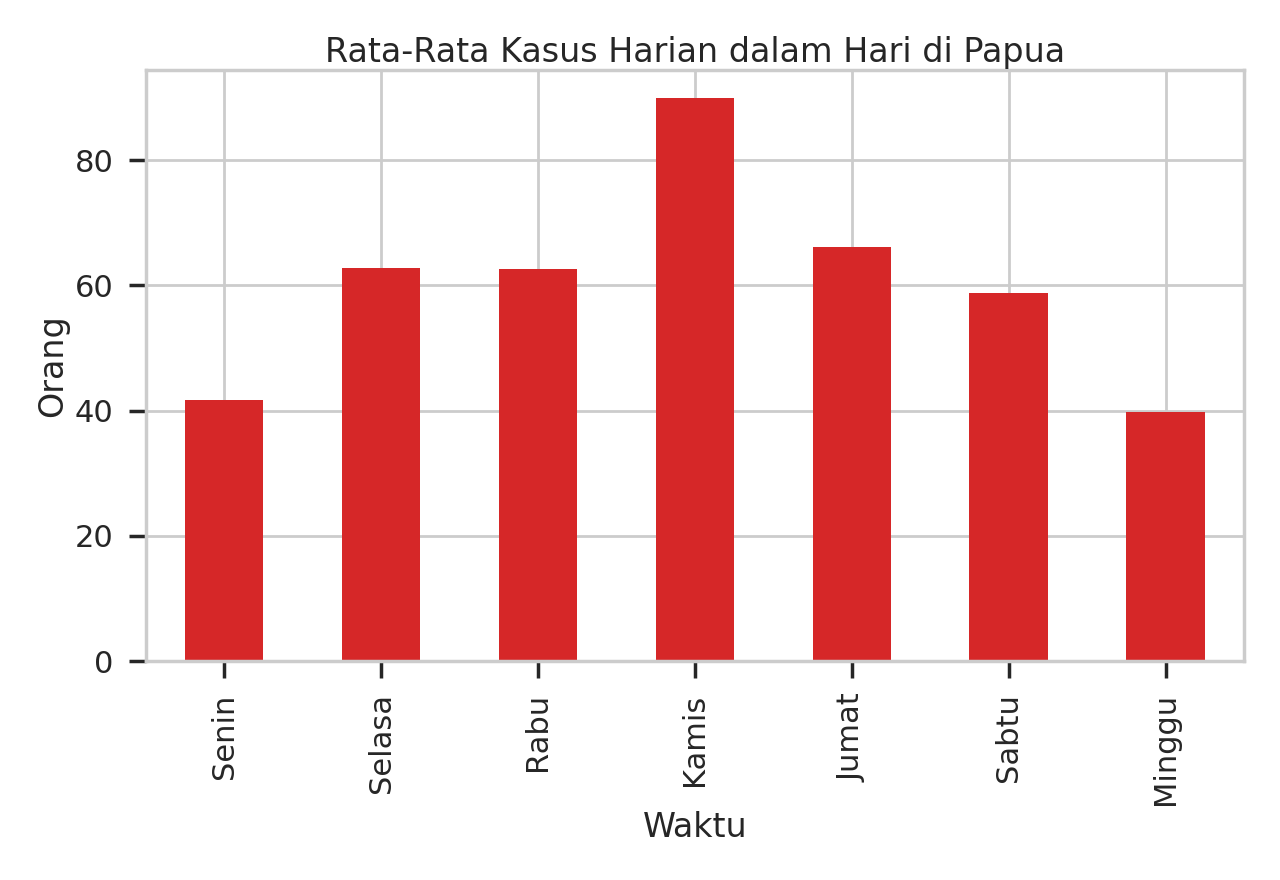 Rata-Rata Kasus Harian dalam Hari di Papua
80
60
40
20
0
Orang
Senin
Selasa
Rabu
Kamis
Jumat
Sabtu
Minggu
Waktu